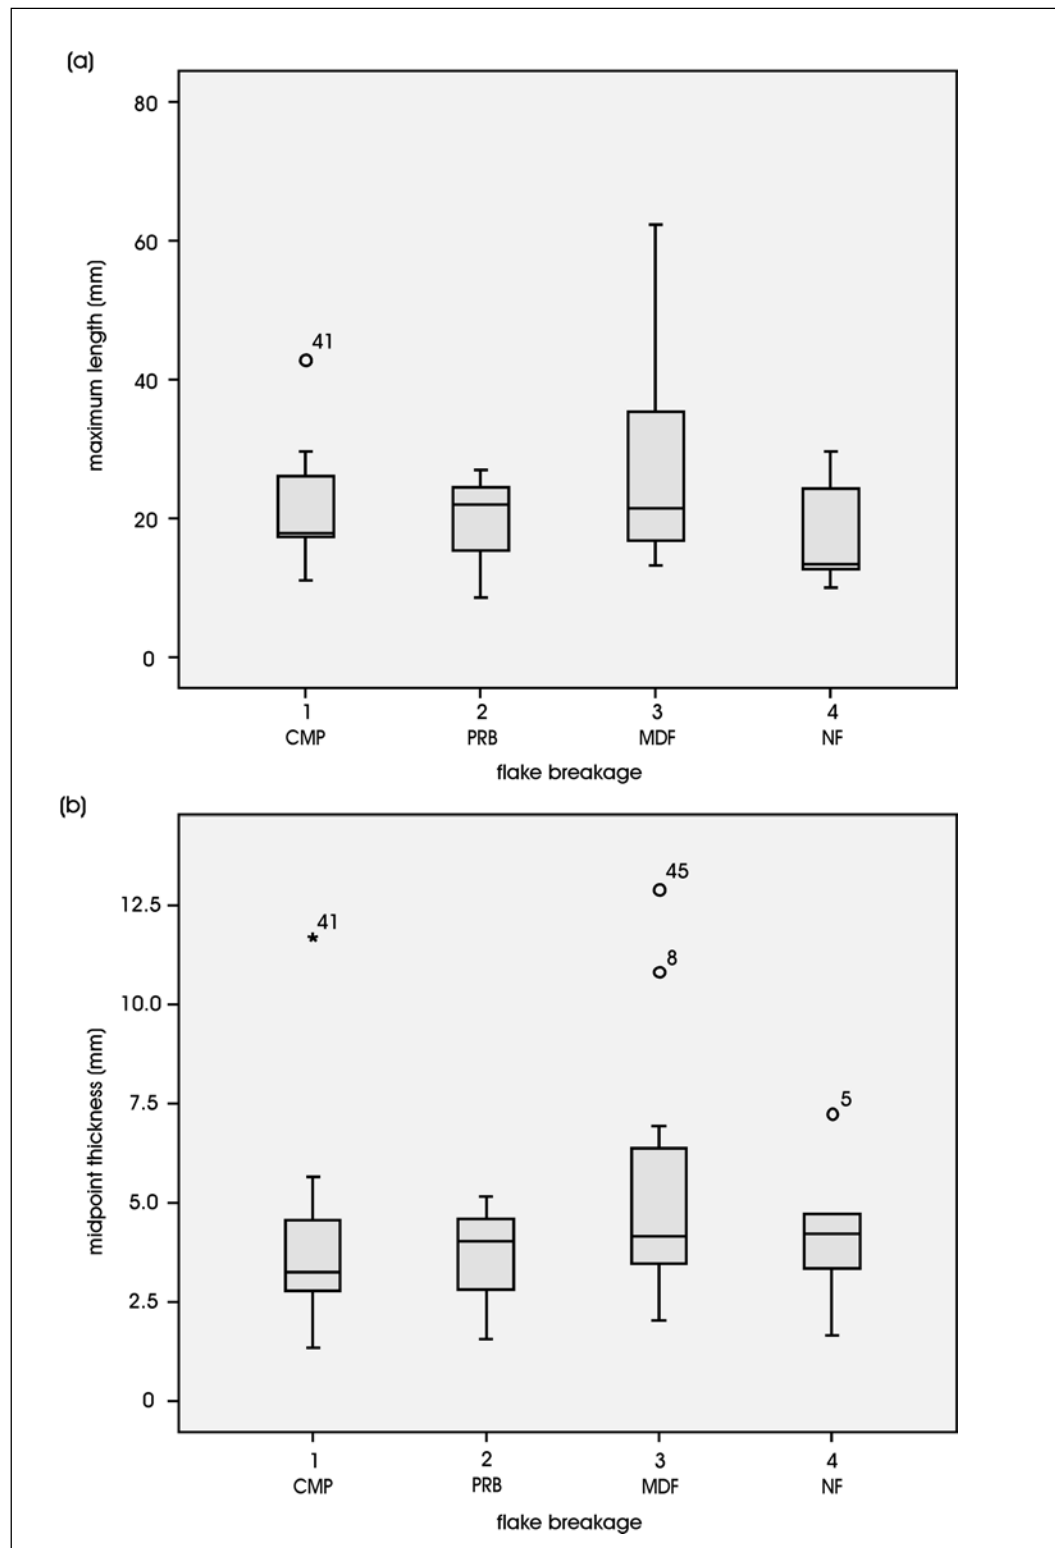 (a)
80
60
40
20
0
maximum length (mm)
41
1 2 3 4
CMP PRB MDF NF
flake breakage
(b)
12.5
10.0
7.5
5.0
2.5
0
midpoint thickness (mm)
45
41
8
5
1 2 3 4
CMP PRB MDF NF
flake breakage